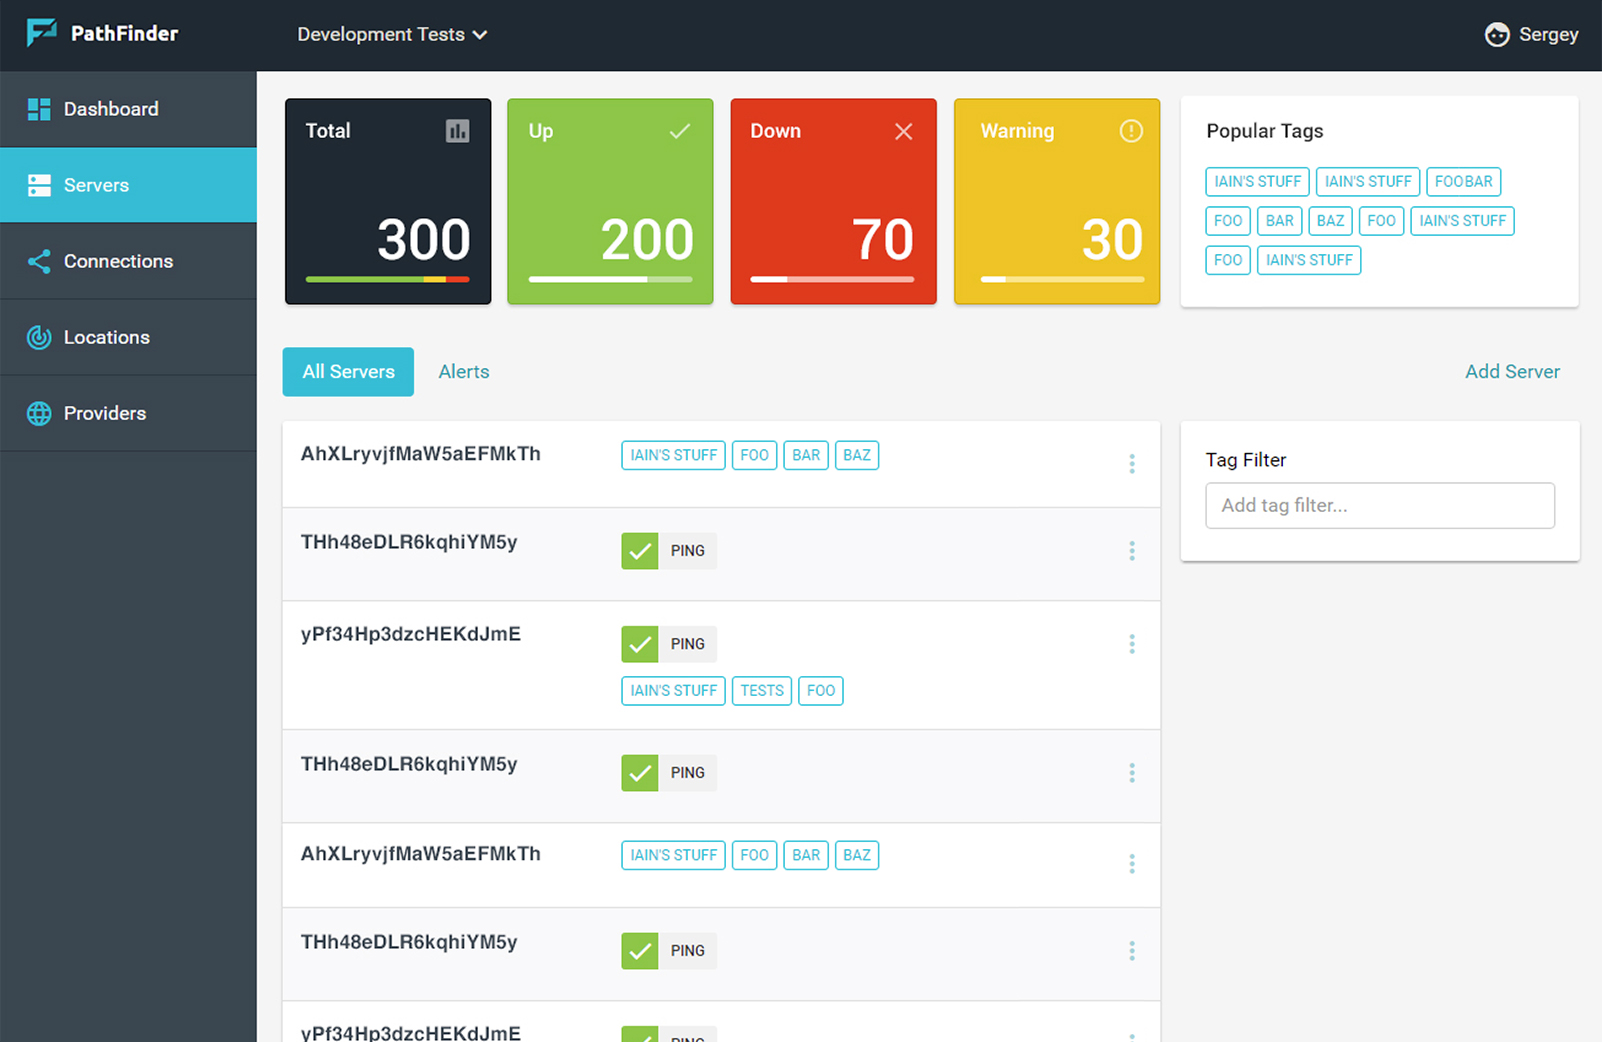 PathFinder
Development Tests
Sergey
Dashboard
Servers
Connections
Locations
Providers
Total
300
Up
200
Down
70
Warning
30
Popular Tags
IAIN'S STUFF IAIN'S STUFF FOOBAR
FOO BAR BAZ FOO IAIN'S STUFF
FOO IAIN'S STUFF
All Servers Alerts Add Server
AhXLryvjfMaW5aEFMkTh IAIN'S STUFF FOO BAR BAZ
THh48eDLR6kqhiYM5y PING
yPf34Hp3dzcHEKdJmE PING
IAIN'S STUFF TESTS FOO
THh48eDLR6kqhiYM5y PING
AhXLryvjfMaW5aEFMkTh IAIN'S STUFF FOO BAR BAZ
THh48eDLR6kqhiYM5y PING
yPf34Hp3dzcHEKdJmE PING
Tag Filter
Add tag filter...